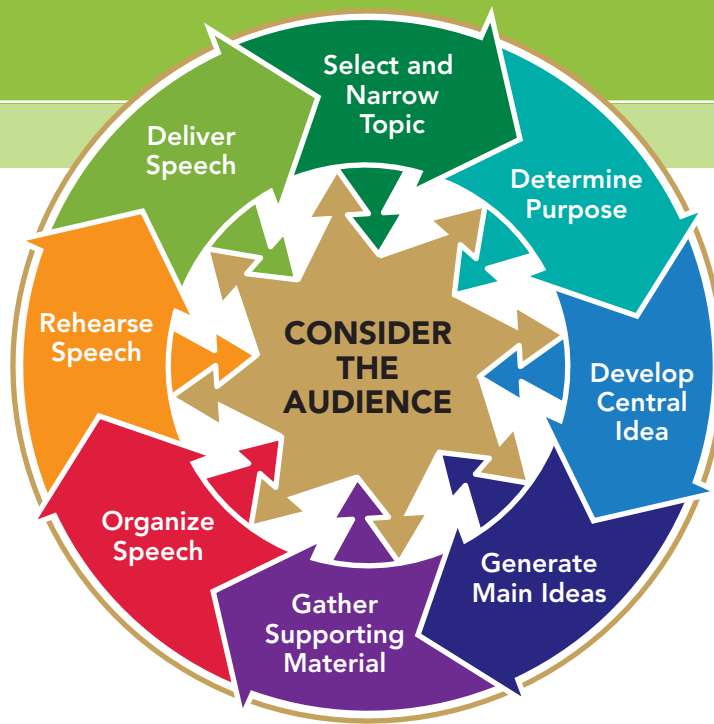 Select and
Narrow
Topic
Determine
Purpose
Develop
Central
Idea
Generate
Main Ideas
Gather
Supporting
Material
Organize
Speech
Rehearse
Speech
Deliver
Speech
CONSIDER
THE
AUDIENCE